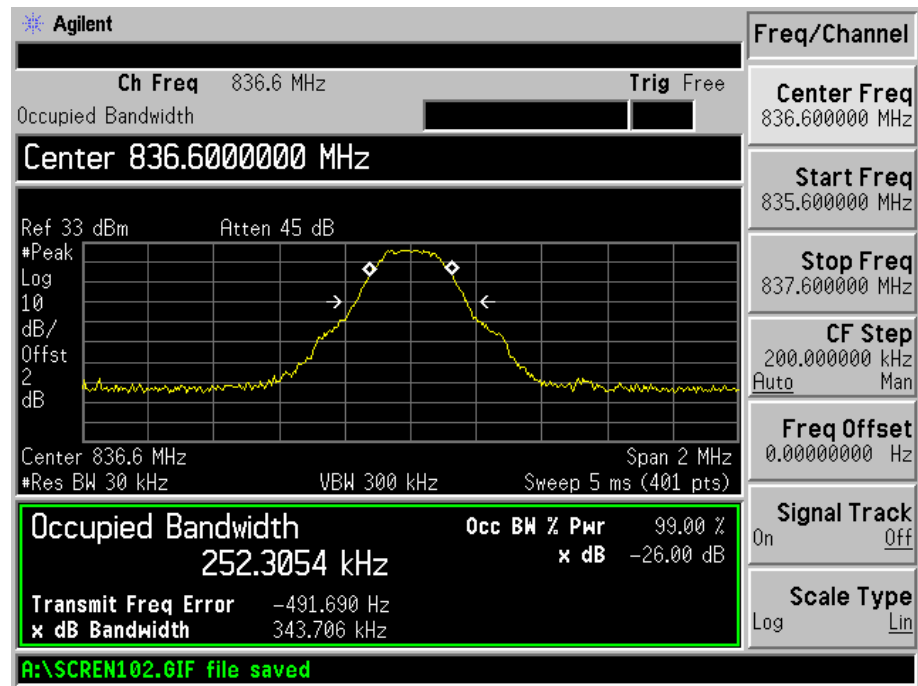 Agilent
Freq/Channel
Ch Freq 836.6 MHz Trig Free
Occupied Bandwidth
Center 836.6000000 MHz
Ref 33 dBm Atten 45 dB
#Peak
Log
10
dB/
Offst
2
dB
Center 836.6 MHz Span 2 MHz
#Res BW 30 kHz VBW 300 kHz Sweep 5 ms (401 pts)
Occupied Bandwidth Occ BW % Pwr 99.00 %
252.3054 kHz x dB -26.00 dB
Transmit Freq Error -491.690 Hz
x dB Bandwidth 343.706 kHz
A:\SCREN102.GIF file saved
Center Freq
836.600000 MHz
Start Freq
835.600000 MHz
Stop Freq
837.600000 MHz
CF Step
200.000000 kHz
Auto Man
Freq Offset
0.00000000 Hz
Signal Track
On Off
Scale Type
Log Lin